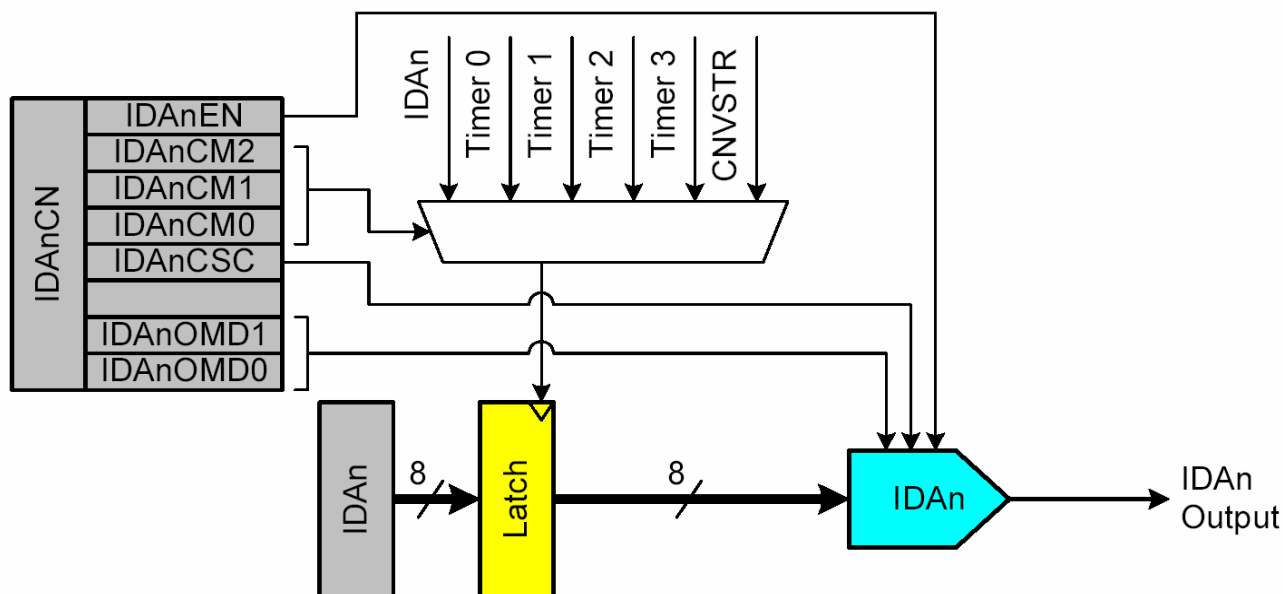 IDAnCN
IDAnEN
IDAnCM2
IDAnCM1
IDAnCM0
IDAnCSC
IDAnOMD1
IDAnOMD0
IDAn
Timer 0
Timer 1
Timer 2
Timer 3
CNVSTR
IDAn
8
Latch
8
IDAn
IDAn
Output